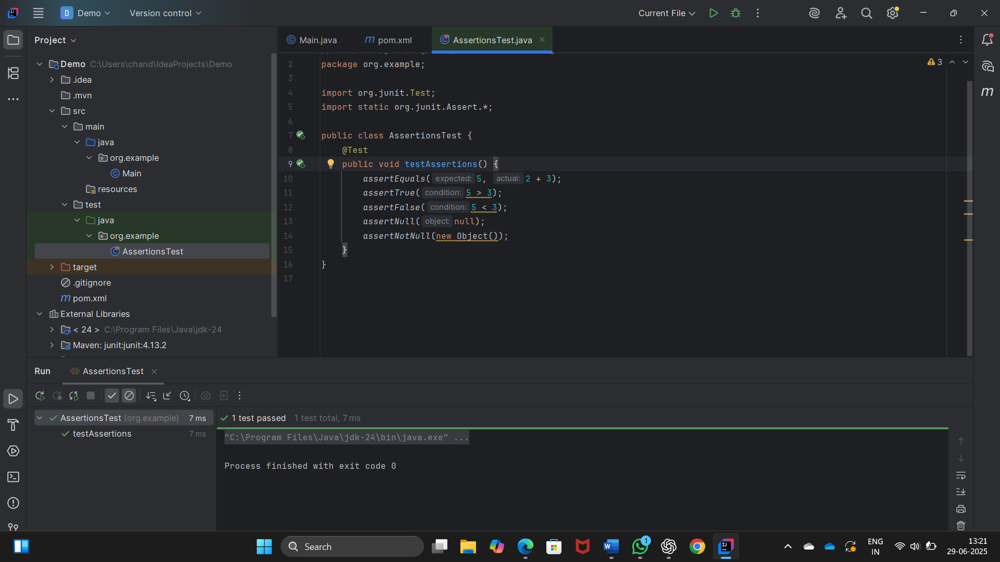 D Demo
Version control
Current File
Project
Main.java
m pom.xml
AssertionsTest.java
Demo C:\Users\chand\IdeaProjects\Demo
.idea
.mvn
src
main
java
org.example
Main
resources
test
java
org.example
AssertionsTest
target
.gitignore
m pom.xml
External Libraries
< 24 > C:\Program Files\Java\jdk-24
Maven: junit:junit:4.13.2
3
2 package org.example;
3
4 import org.junit.Test;
5 import static org.junit.Assert.*;
6
7 public class AssertionsTest {
8 @Test
9 public void testAssertions() {
10 assertEquals( expected: 5, actual: 2 + 3);
11 assertTrue( condition: 5 > 3);
12 assertFalse( condition: 5 < 3);
13 assertNull( object: null);
14 assertNotNull(new Object());
15 }
16 }
17
m
Run
AssertionsTest
AssertionsTest (org.example) 7 ms
testAssertions 7 ms
1 test passed 1 test total, 7 ms
"C:\Program Files\Java\jdk-24\bin\java.exe" ...
Process finished with exit code 0
Search
W
1
IJ
ENG
IN
13:21
29-06-2025